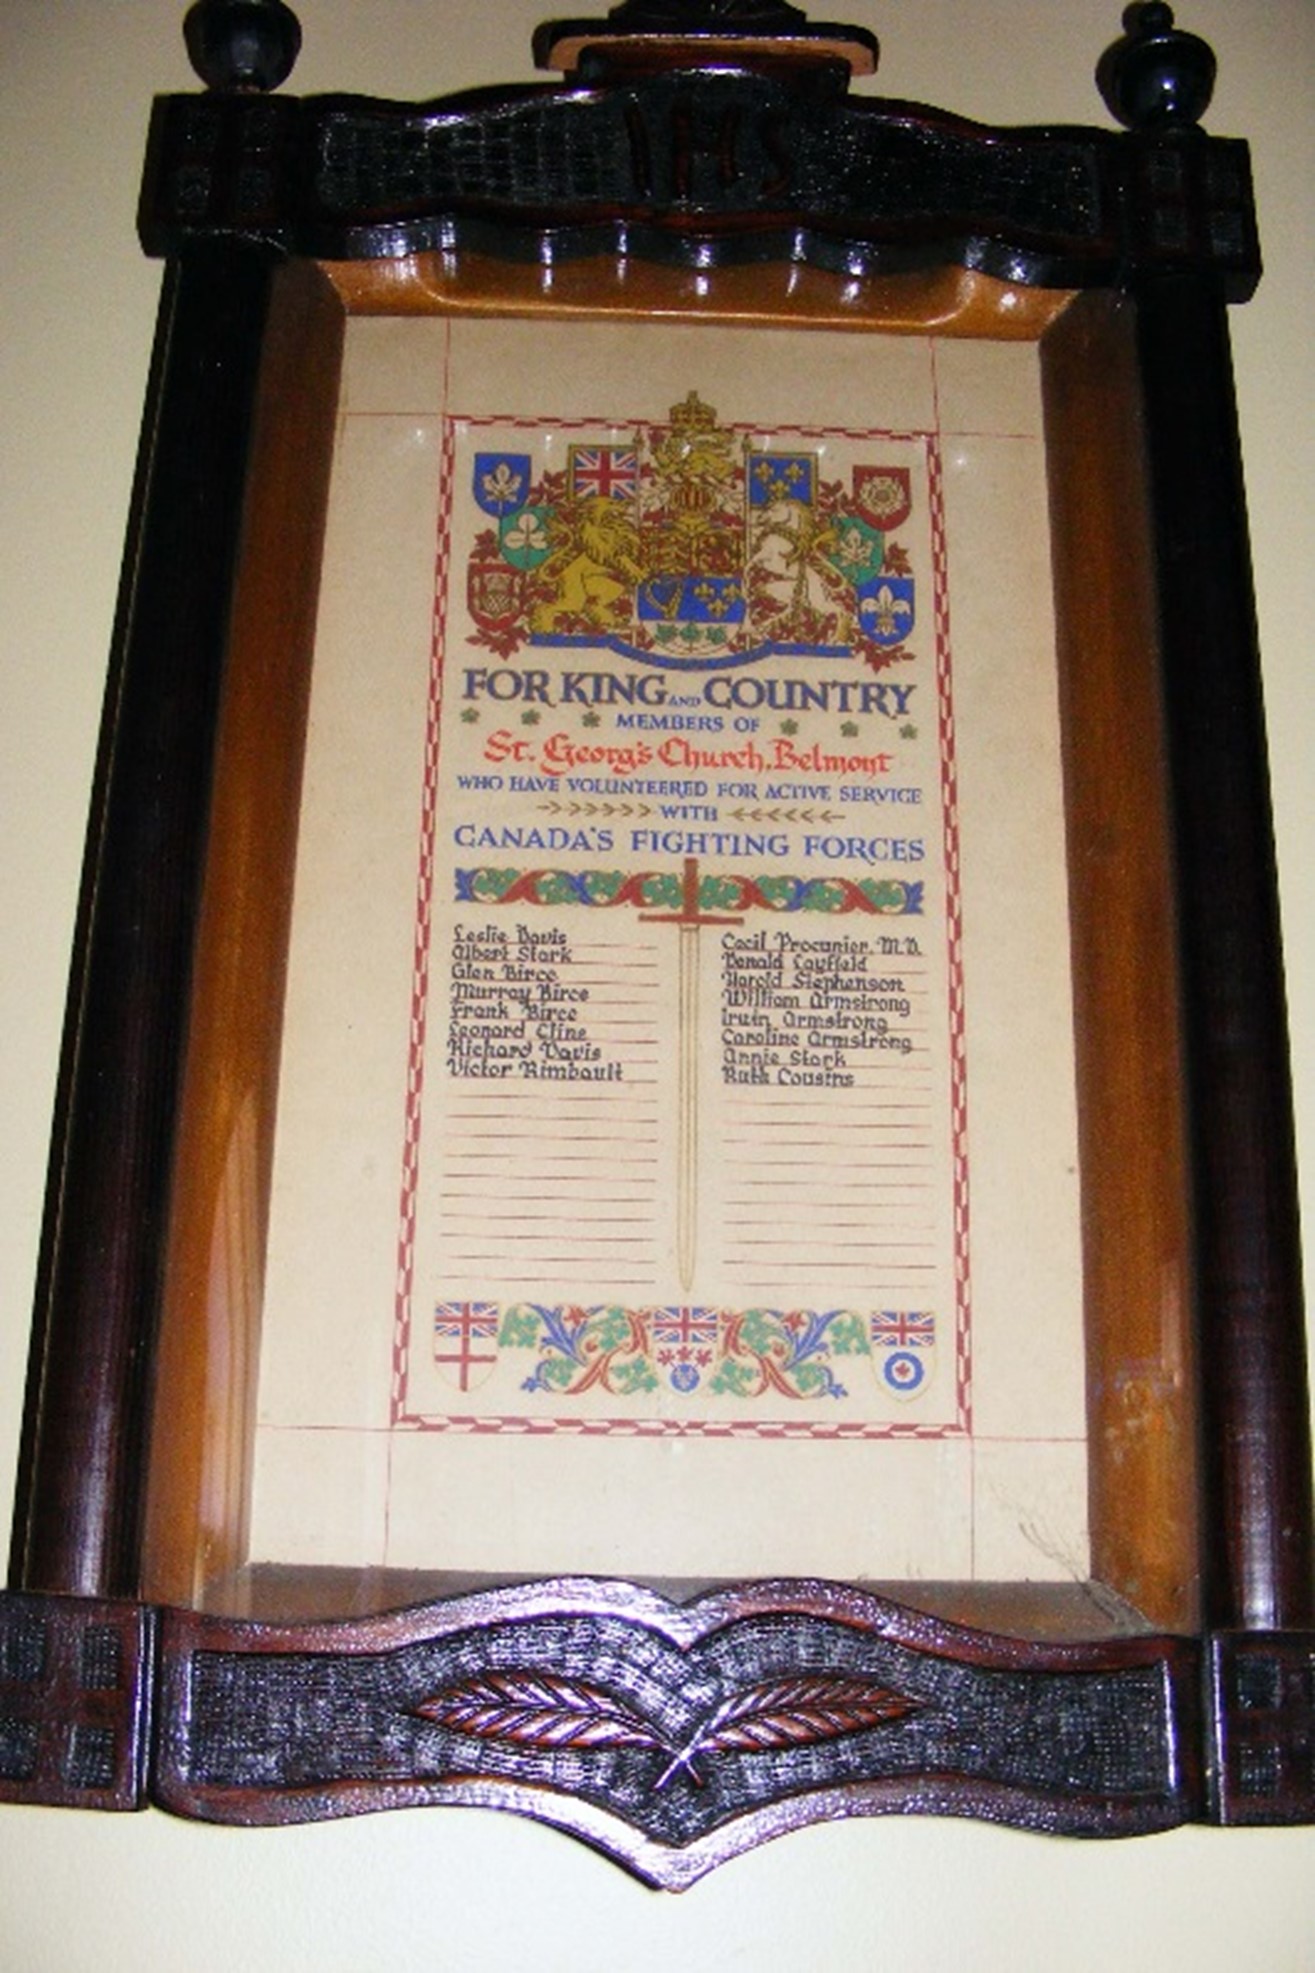 IHS
FOR KING AND COUNTRY
MEMBERS OF
St. Georg's Church, Belmont
WHO HAVE VOLUNTEERED FOR ACTIVE SERVICE
WITH
CANADA'S FIGHTING FORCES
Leslie Davis
Albert Stark
Glen Birce
Murray Birce
Frank Birce
Leonard Cline
Richard Davis
Victor Rimbault
Cecil Procunier, M.D.
Donald Layfield
Harold Stephenson
William Armstrong
Irwin Armstrong
Caroline Armstrong
Annie Stark
Ruth Cousins